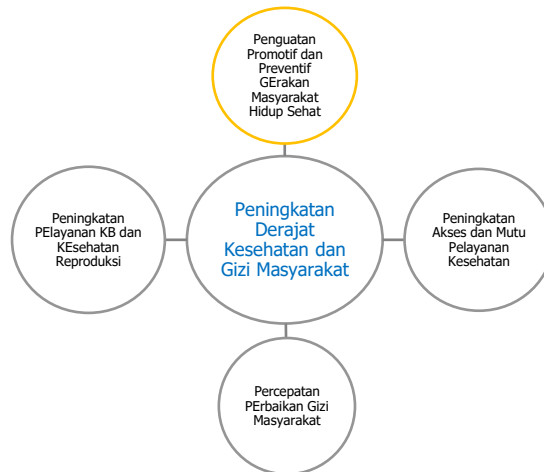 Penguatan
Promotif dan
Preventif
GErakan
Masyarakat
Hidup Sehat
Peningkatan
PElayanan KB dan
KEsehatan
Reproduksi
Peningkatan
Derajat
Kesehatan dan
Gizi Masyarakat
Peningkatan
Akses dan Mutu
Pelayanan
Kesehatan
Percepatan
PErbaikan Gizi
Masyarakat